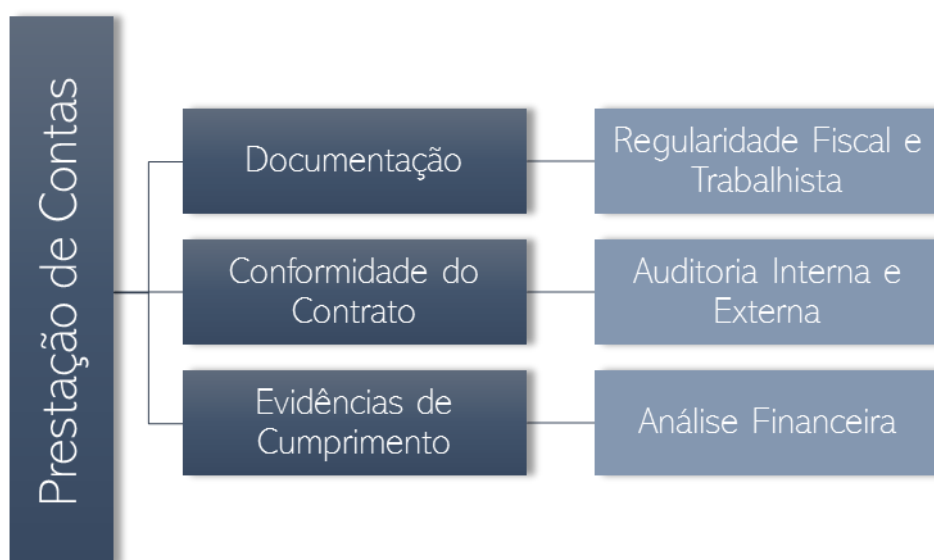 Prestação de Contas
Documentação
Regularidade Fiscal e
Trabalhista
Conformidade do
Contrato
Auditoria Interna e
Externa
Evidências de
Cumprimento
Análise Financeira